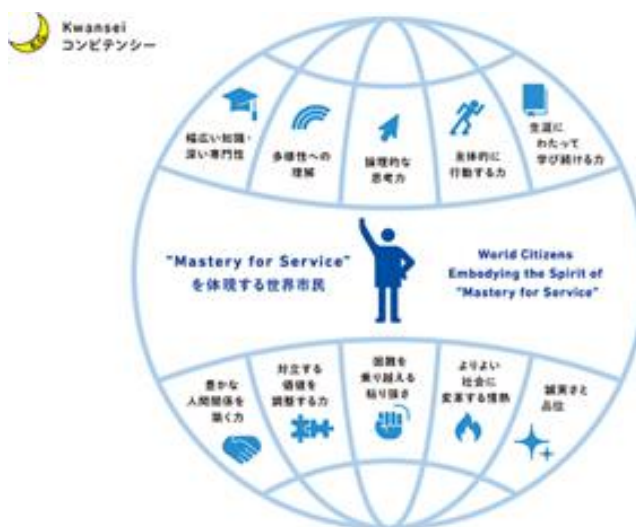 Kwansei
コンピテンシー
幅広い知識・
深い専門性
多様性への
理解
論理的な
思考力
主体的に
行動する力
生涯に
わたって
学び続ける力
"Mastery for Service"
を体現する世界市民
World Citizens
Embodying the Spirit of
"Mastery for Service"
豊かな
人間関係を
築く力
対立する
価値を
調整する力
困難を
乗り越える
粘り強さ
よりよい
社会に
変革する情熱
誠実さと
品位